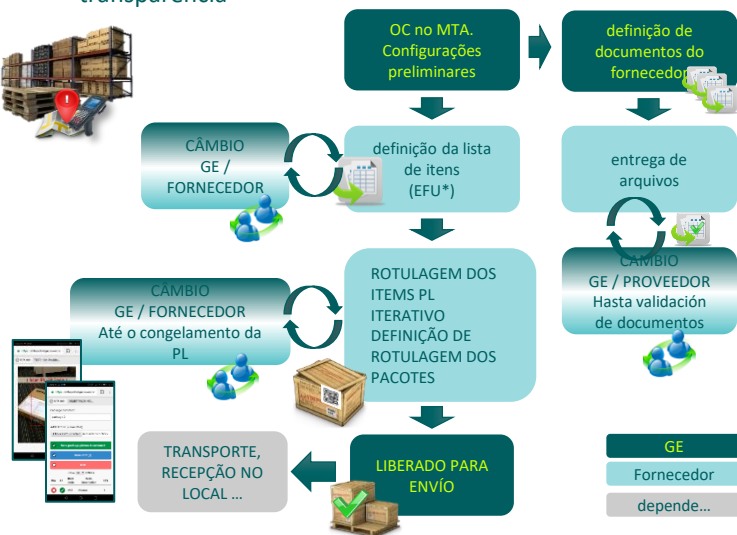 transparência
OC no MTA.
Configurações
preliminares
definição de
documentos do
fornecedor
CÂMBIO
GE /
FORNECEDOR
definição da lista
de itens
(EFU*)
entrega de
arquivos
CÂMBIO
GE / FORNECEDOR
Até o congelamento da
PL
ROTULAGEM DOS
ITEMS PL
ITERATIVO
DEFINIÇÃO DE
ROTULAGEM DOS
PACOTES
CAMBIO
GE / PROVEEDOR
Hasta validación
de documentos
TRANSPORTE,
RECEPÇÃO NO
LOCAL ...
LIBERADO PARA
ENVÍO
GE
Fornecedor
depende...